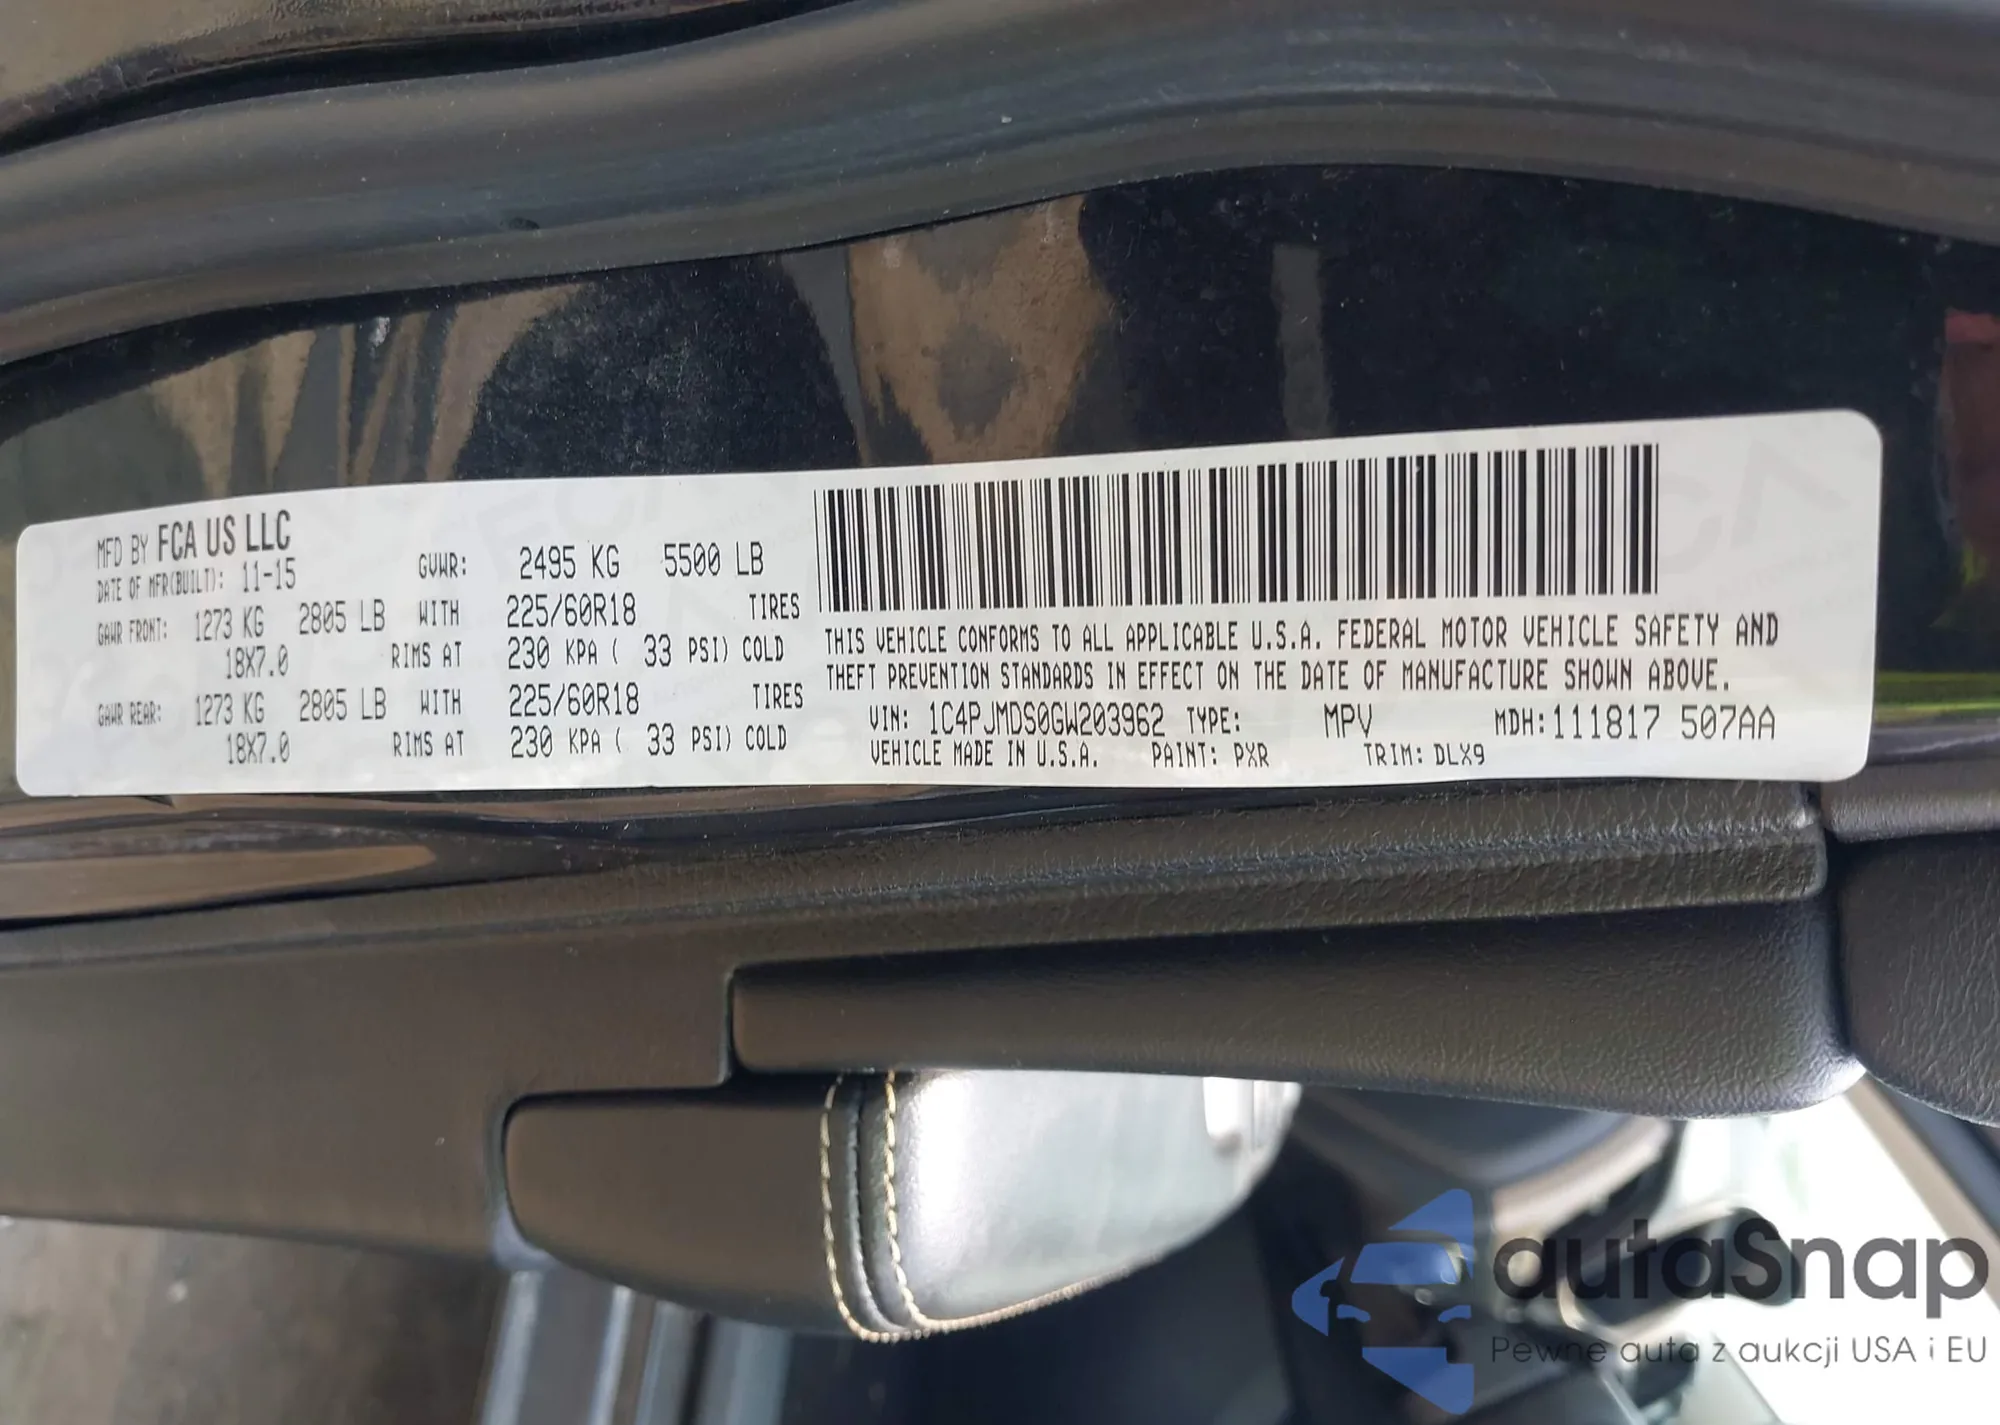 MFD BY FCA US LLC
DATE OF MFR(BUILT): 11-15 GVWR: 2495 KG 5500 LB
GAWR FRONT: 1273 KG 2805 LB WITH 225/60R18 TIRES
18X7.0 RIMS AT 230 KPA ( 33 PSI) COLD
GAWR REAR: 1273 KG 2805 LB WITH 225/60R18 TIRES
18X7.0 RIMS AT 230 KPA ( 33 PSI) COLD
THIS VEHICLE CONFORMS TO ALL APPLICABLE U.S.A. FEDERAL MOTOR VEHICLE SAFETY AND
THEFT PREVENTION STANDARDS IN EFFECT ON THE DATE OF MANUFACTURE SHOWN ABOVE.
VIN: 1C4PJMDS0GW203962 TYPE: MPV MDH: 111817 507AA
VEHICLE MADE IN U.S.A. PAINT: PXR TRIM: DLX9
autaSnap
Pewne auta z aukcji USA i EU